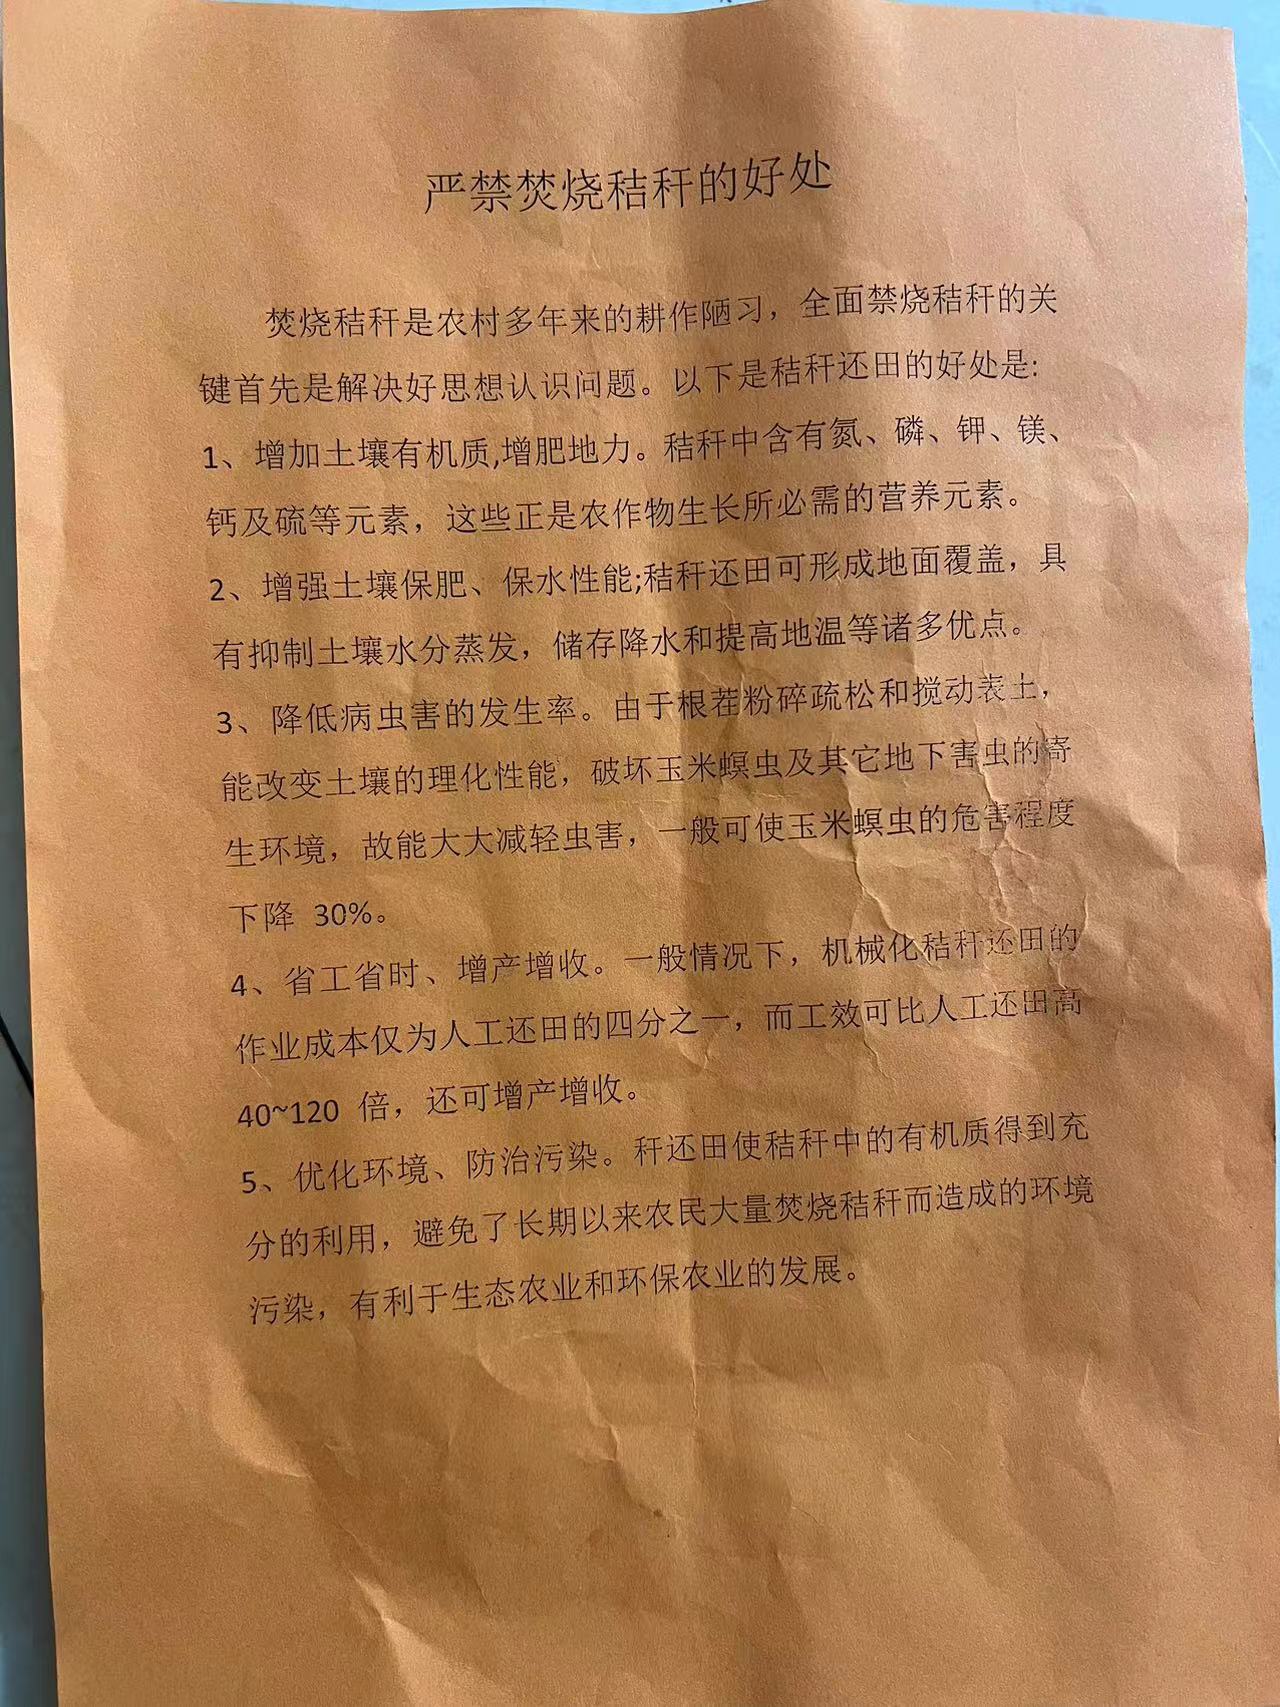 严禁焚烧秸秆的好处
焚烧秸秆是农村多年来的耕作陋习，全面禁烧秸秆的关
键首先是解决好思想认识问题。以下是秸秆还田的好处是:
1、增加土壤有机质,增肥地力。秸秆中含有氮、磷、钾、镁、
钙及硫等元素，这些正是农作物生长所必需的营养元素。
2、增强土壤保肥、保水性能;秸秆还田可形成地面覆盖，具
有抑制土壤水分蒸发，储存降水和提高地温等诸多优点。
3、降低病虫害的发生率。由于根茬粉碎疏松和搅动表土，
能改变土壤的理化性能，破坏玉米螟虫及其它地下害虫的寄
生环境，故能大大减轻虫害，一般可使玉米螟虫的危害程度
下降 30%。
4、省工省时、增产增收。一般情况下，机械化秸秆还田的
作业成本仅为人工还田的四分之一，而工效可比人工还田高
40~120 倍，还可增产增收。
5、优化环境、防治污染。秆还田使秸秆中的有机质得到充
分的利用，避免了长期以来农民大量焚烧秸秆而造成的环境
污染，有利于生态农业和环保农业的发展。